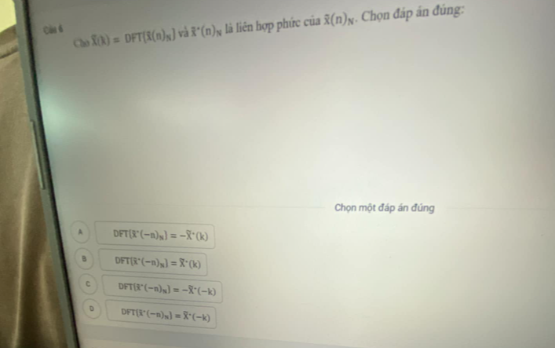 Câu 6
Cho X̃(k) = DFT{x̃(n)_N} và x̃*(n)_N là liên hợp phức của x̃(n)_N. Chọn đáp án đúng:
Chọn một đáp án đúng
A DFT{x̃*(−n)_N} = −X̃*(k)
B DFT{x̃*(−n)_N} = X̃*(k)
C DFT{x̃*(−n)_N} = −X̃*(−k)
D DFT{x̃*(−n)_N} = X̃*(−k)